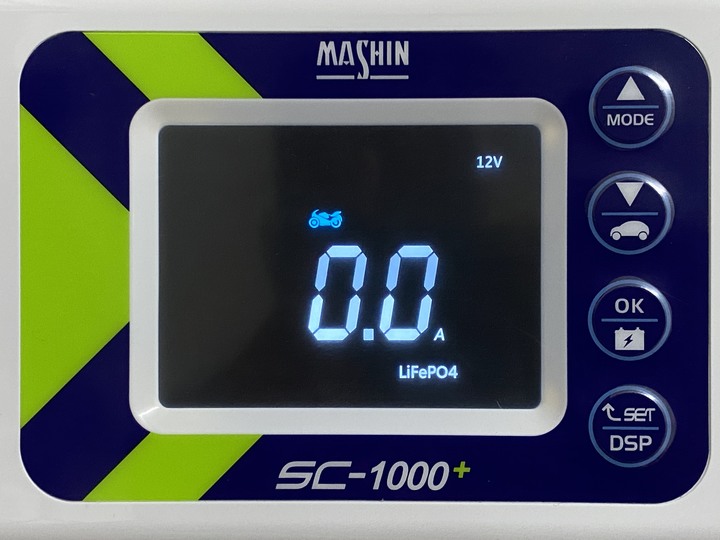 MASHIN
MODE
12V
0.0 A
OK
LiFePO4
SET
DSP
SC-1000+